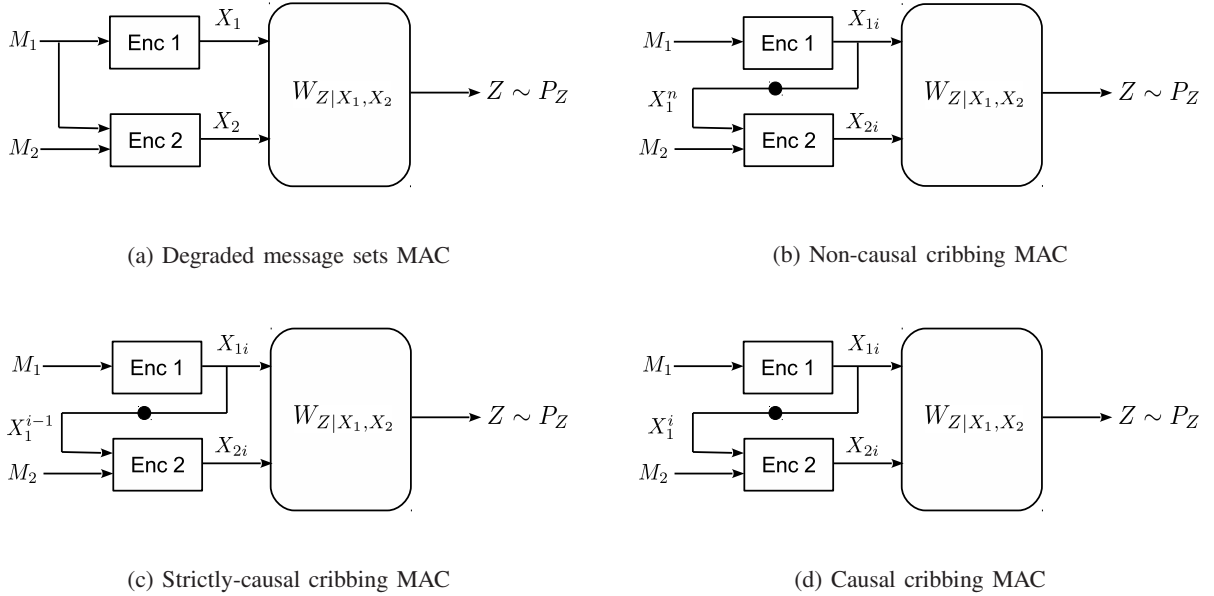 M_1
Enc 1
X_1
M_2
Enc 2
X_2
W_{Z|X_1,X_2}
Z ∼ P_Z
(a) Degraded message sets MAC
M_1
Enc 1
X_{1i}
X_1^n
M_2
Enc 2
X_{2i}
W_{Z|X_1,X_2}
Z ∼ P_Z
(b) Non-causal cribbing MAC
M_1
Enc 1
X_{1i}
X_1^{i-1}
M_2
Enc 2
X_{2i}
W_{Z|X_1,X_2}
Z ∼ P_Z
(c) Strictly-causal cribbing MAC
M_1
Enc 1
X_{1i}
X_1^i
M_2
Enc 2
X_{2i}
W_{Z|X_1,X_2}
Z ∼ P_Z
(d) Causal cribbing MAC